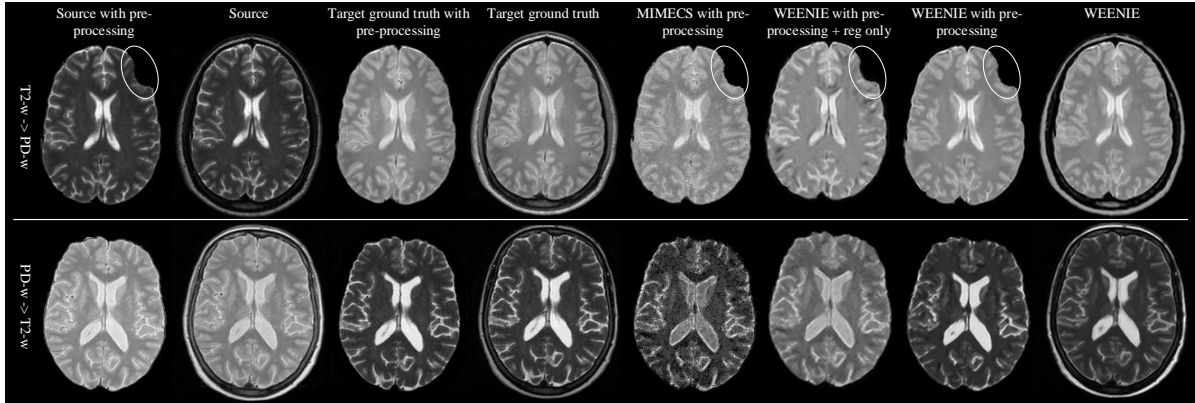 Source with pre-
processing
Source
Target ground truth with
pre-processing
Target ground truth
MIMECS with pre-
processing
WEENIE with pre-
processing + reg only
WEENIE with pre-
processing
WEENIE
T2-w -> PD-w
PD-w -> T2-w